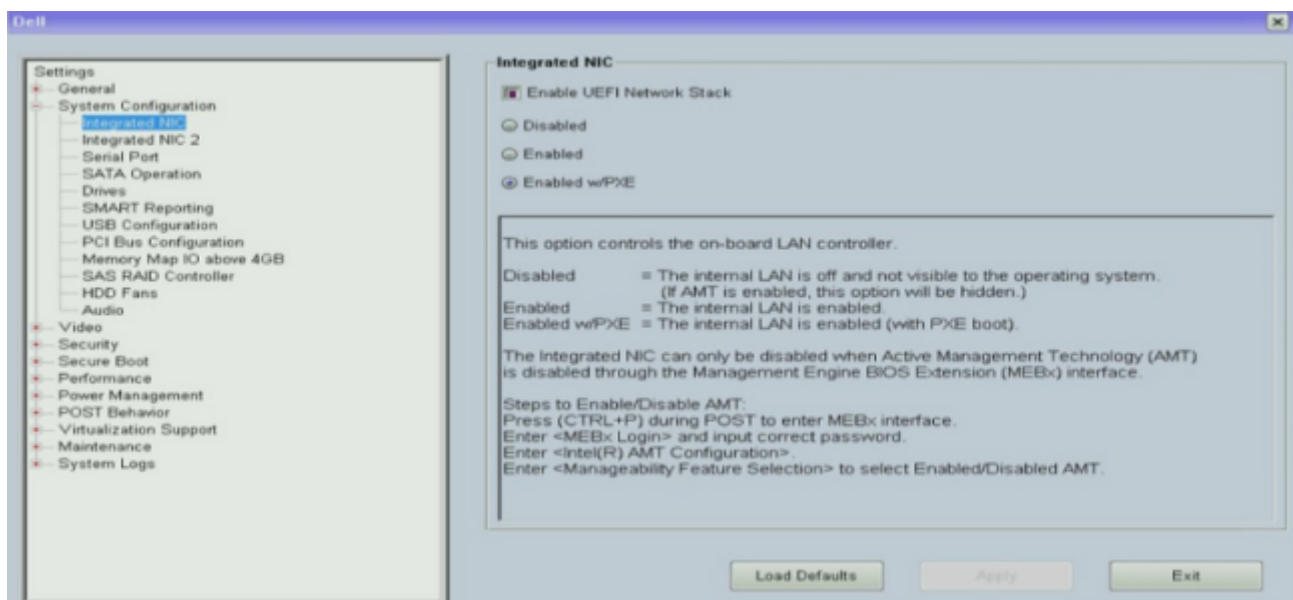 Dell
Settings
General
System Configuration
Integrated NIC
Integrated NIC 2
Serial Port
SATA Operation
Drives
SMART Reporting
USB Configuration
PCI Bus Configuration
Memory Map IO above 4GB
SAS RAID Controller
HDD Fans
Audio
Video
Security
Secure Boot
Performance
Power Management
POST Behavior
Virtualization Support
Maintenance
System Logs
Integrated NIC
Enable UEFI Network Stack
Disabled
Enabled
Enabled w/PXE
This option controls the on-board LAN controller.
Disabled = The internal LAN is off and not visible to the operating system.
(If AMT is enabled, this option will be hidden.)
Enabled = The internal LAN is enabled.
Enabled w/PXE = The internal LAN is enabled (with PXE boot).
The Integrated NIC can only be disabled when Active Management Technology (AMT)
is disabled through the Management Engine BIOS Extension (MEBx) interface.
Steps to Enable/Disable AMT:
Press (CTRL+P) during POST to enter MEBx interface.
Enter <MEBx Login> and input correct password.
Enter <Intel(R) AMT Configuration>.
Enter <Manageability Feature Selection> to select Enabled/Disabled AMT.
Load Defaults
Apply
Exit